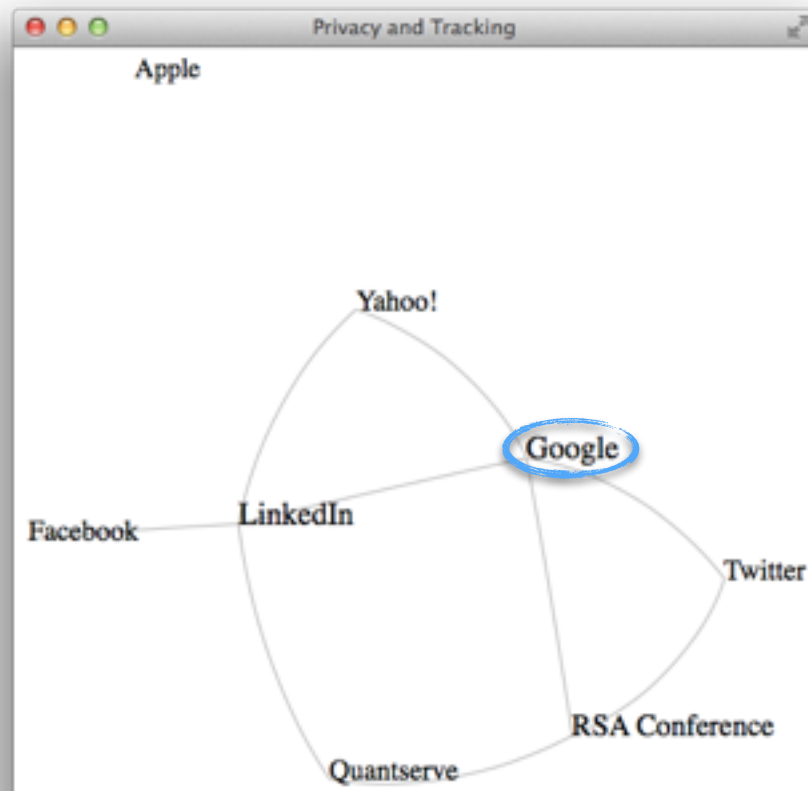 Privacy and Tracking
Apple
Yahoo!
Google
LinkedIn
Facebook
Twitter
RSA Conference
Quantserve